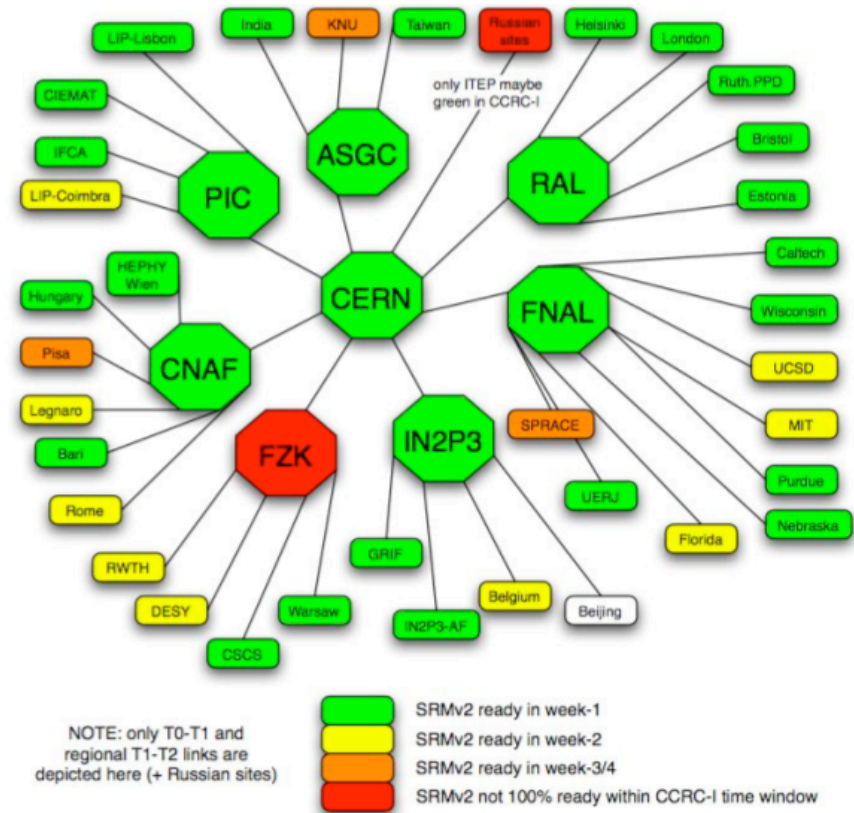 LIP-Lisbon
India
KNU
Taiwan
Russian
sites
Helsinki
London
CIEMAT
only ITEP maybe
green in CCRC-I
Ruth.PPD
IFCA
ASGC
Bristol
LIP-Coimbra
PIC
RAL
Estonia
HEPHY
Wien
Caltech
Hungary
CERN
FNAL
Wisconsin
Pisa
CNAF
UCSD
Legnaro
SPRACE
MIT
Bari
FZK
IN2P3
Purdue
Rome
UERJ
Nebraska
Florida
RWTH
GRIF
DESY
Warsaw
Belgium
Beijing
CSCS
IN2P3-AF
NOTE: only T0-T1 and
regional T1-T2 links are
depicted here (+ Russian sites)
SRMv2 ready in week-1
SRMv2 ready in week-2
SRMv2 ready in week-3/4
SRMv2 not 100% ready within CCRC-I time window